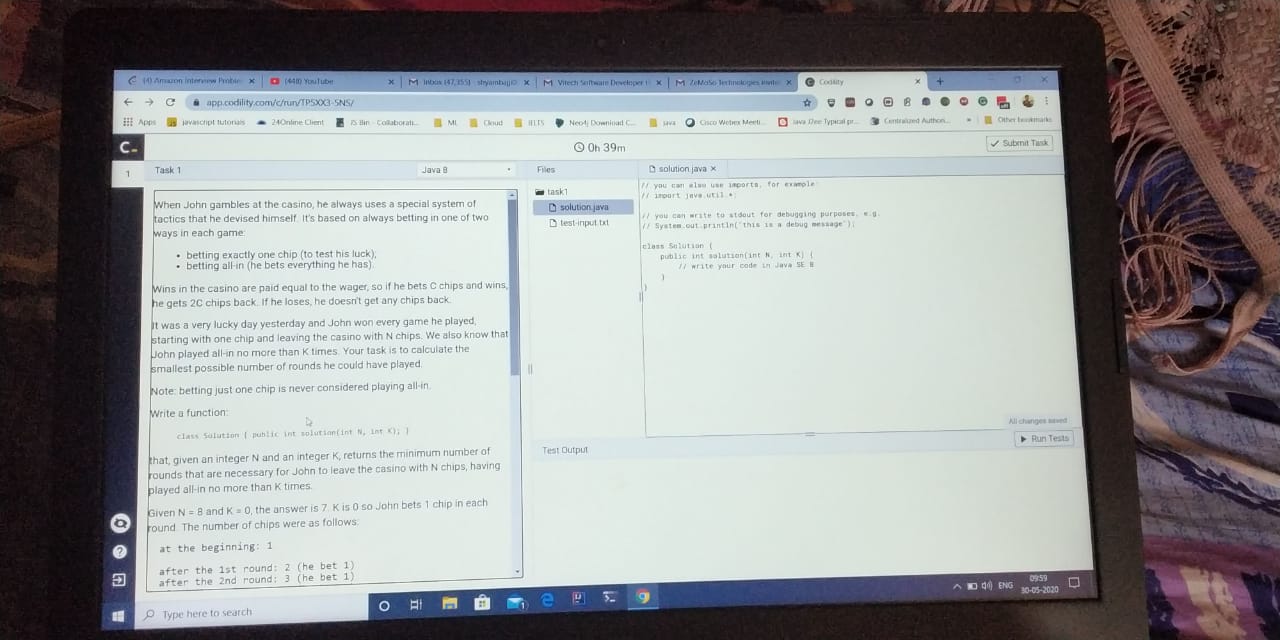 (4) Amazon Interview Proble
(448) YouTube
Vitech Software Developer
ZeMoSo Technologies invite
Codility
app.codility.com/c/run/TP5XX3-5NS/
Apps
javascript tutorials
24Online Client
JS Bin - Collaborati...
ML
Cloud
IELTS
Neo4j Download C...
java
Cisco Webex Meeti...
Java J2ee Typical pr...
Centralized Authori...
»
Other bookmarks
C_
0h 39m
✓ Submit Task
1
Task 1
Java 8
Files
solution.java ×
task1
solution.java
test-input.txt
When John gambles at the casino, he always uses a special system of
tactics that he devised himself. It's based on always betting in one of two
ways in each game:
• betting exactly one chip (to test his luck);
• betting all-in (he bets everything he has).
Wins in the casino are paid equal to the wager, so if he bets C chips and wins,
he gets 2C chips back. If he loses, he doesn't get any chips back.
It was a very lucky day yesterday and John won every game he played,
starting with one chip and leaving the casino with N chips. We also know that
John played all-in no more than K times. Your task is to calculate the
smallest possible number of rounds he could have played.
Note: betting just one chip is never considered playing all-in.
Write a function:
class Solution { public int solution(int N, int K); }
that, given an integer N and an integer K, returns the minimum number of
rounds that are necessary for John to leave the casino with N chips, having
played all-in no more than K times.
Given N = 8 and K = 0, the answer is 7. K is 0 so John bets 1 chip in each
round. The number of chips were as follows:
at the beginning: 1
after the 1st round: 2 (he bet 1)
after the 2nd round: 3 (he bet 1)
// you can also use imports, for example:
// import java.util.*;
// you can write to stdout for debugging purposes, e.g.
// System.out.println("this is a debug message");
class Solution {
public int solution(int N, int K) {
// write your code in Java SE 8
}
}
All changes saved
Test Output
Run Tests
Type here to search
ENG
09:59
30-05-2020